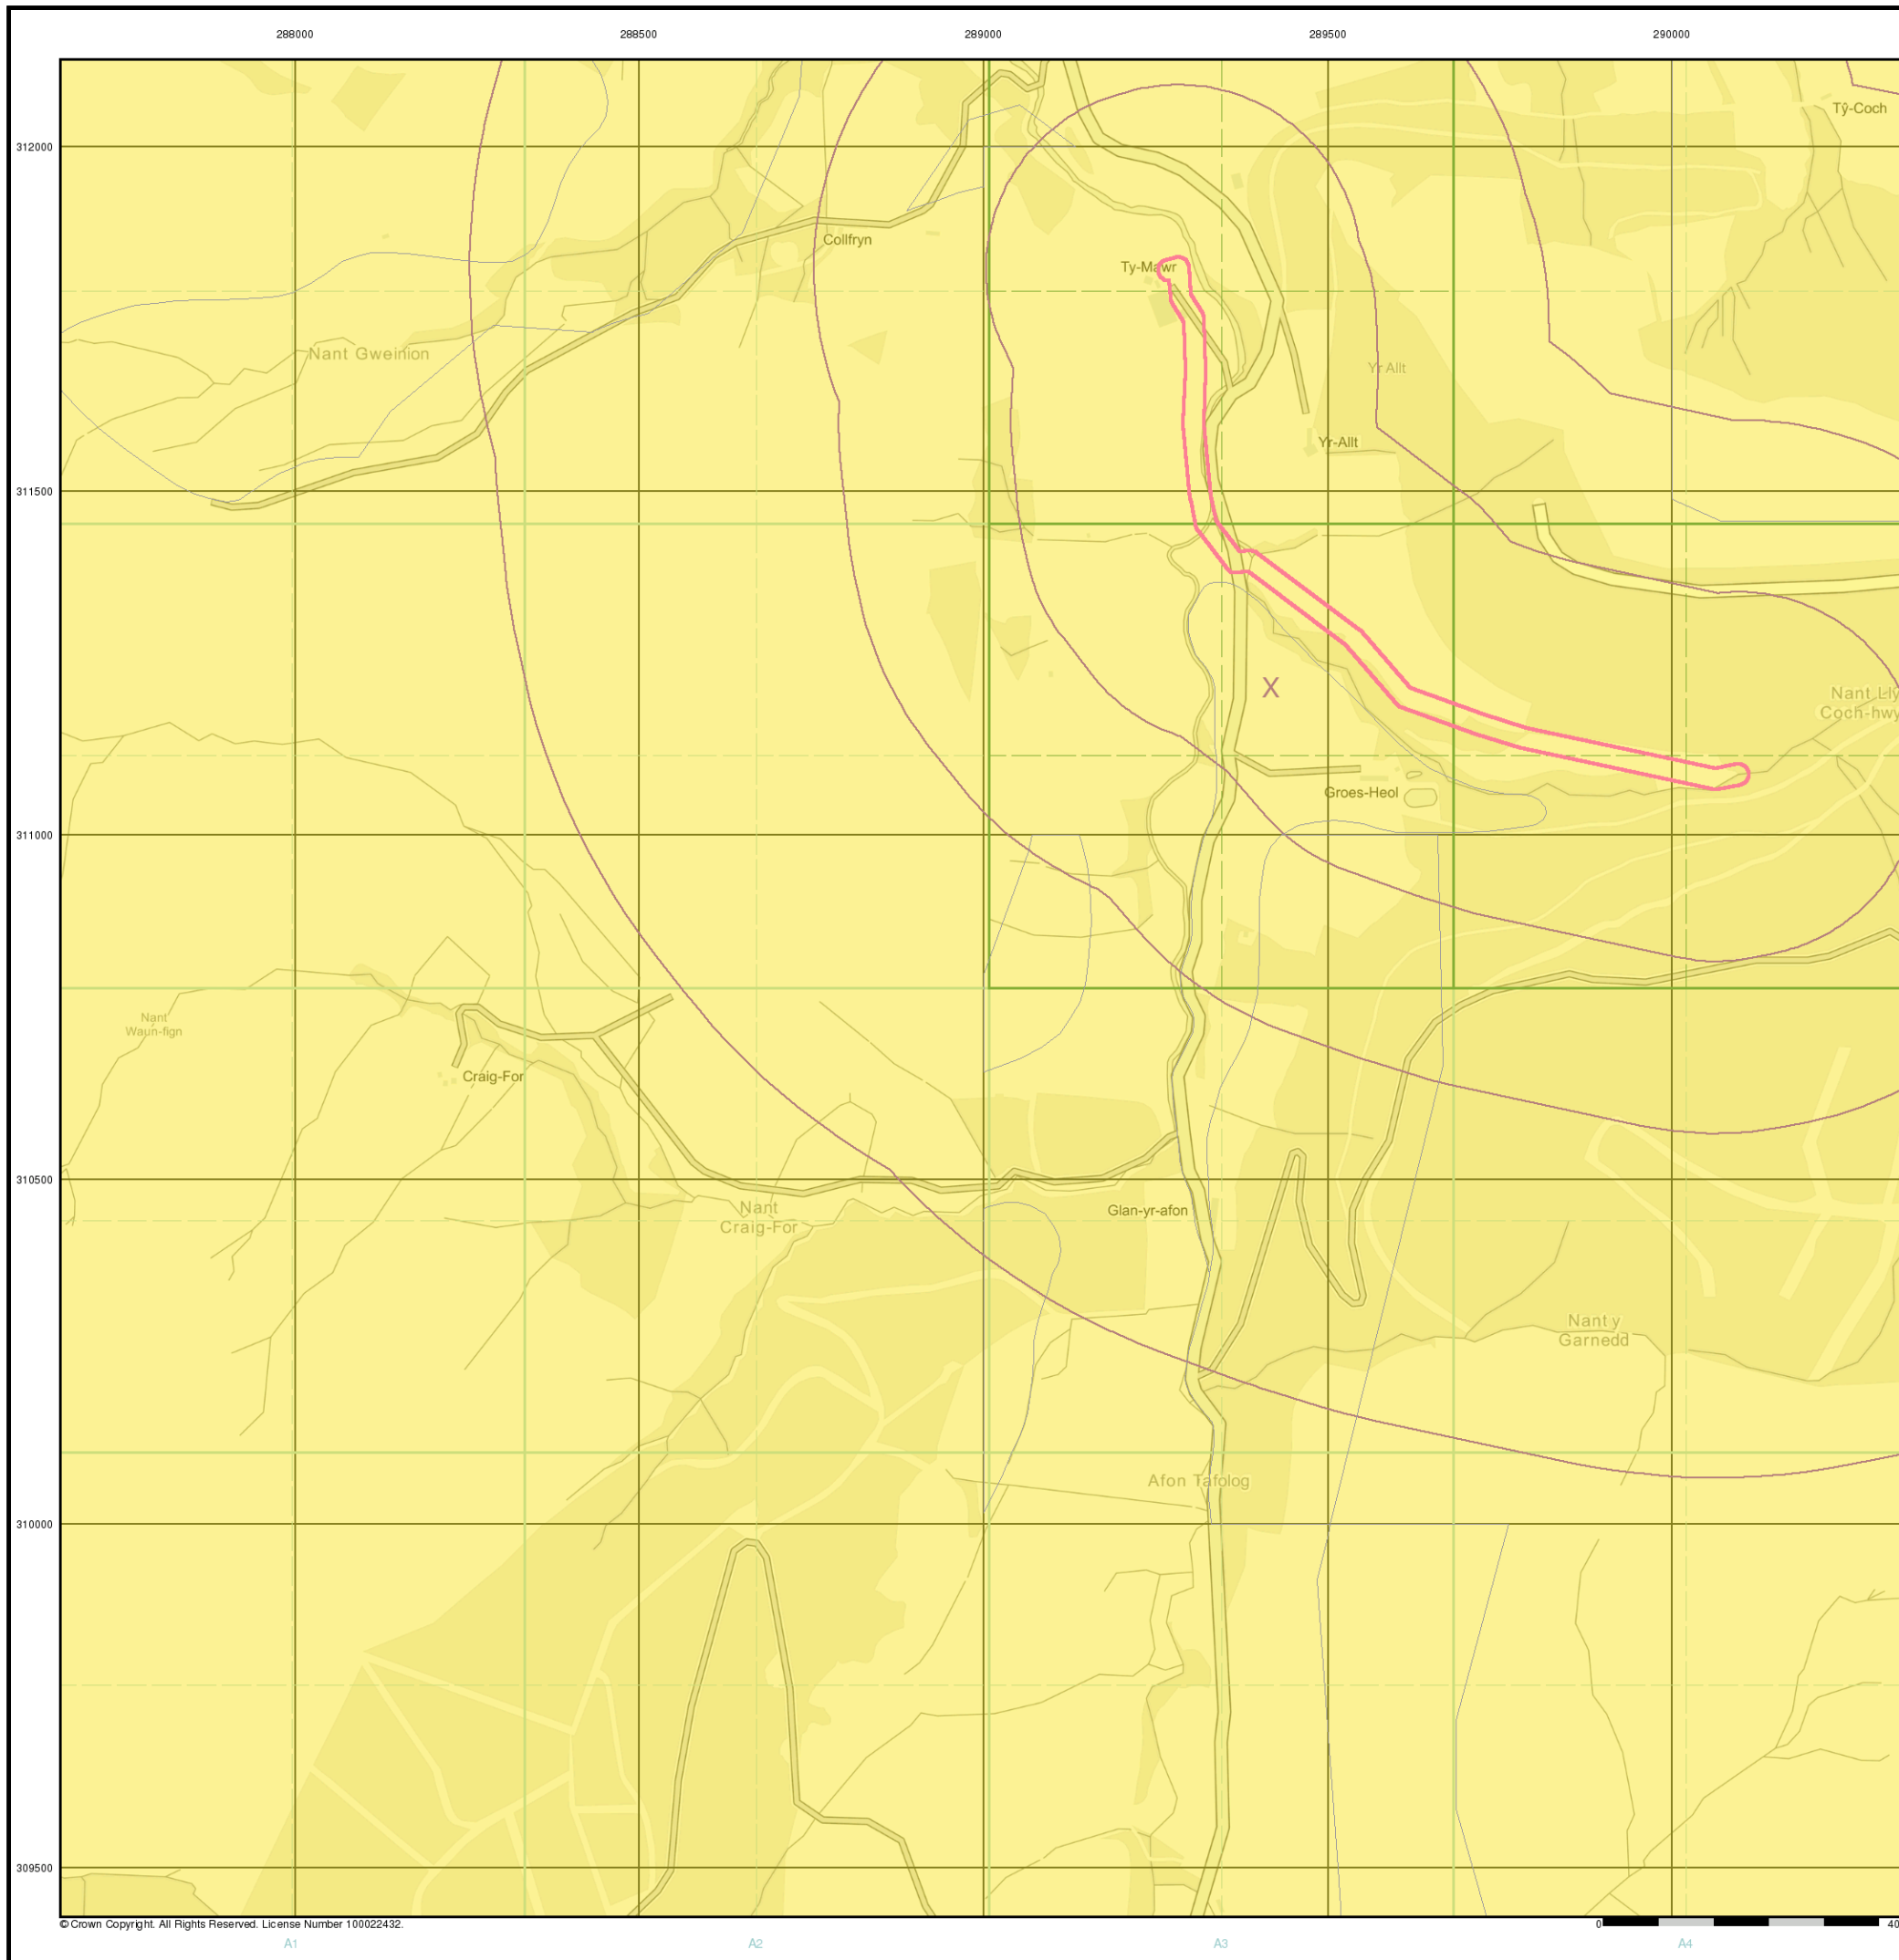 288000
288500
289000
289500
290000
Tŷ-Coch
312000
Collfryn
Ty-Mawr
Nant Gweinion
Yr Allt
Yr-Allt
311500
X
Nant Lly
Coch-hwy
Groes-Heol
311000
Nant
Waun-fign
Craig-For
310500
Nant
Craig-For
Glan-yr-afon
Nant y
Garnedd
Afon Tafolog
310000
309500
© Crown Copyright. All Rights Reserved. License Number 100022432.
0
40
A1
A2
A3
A4